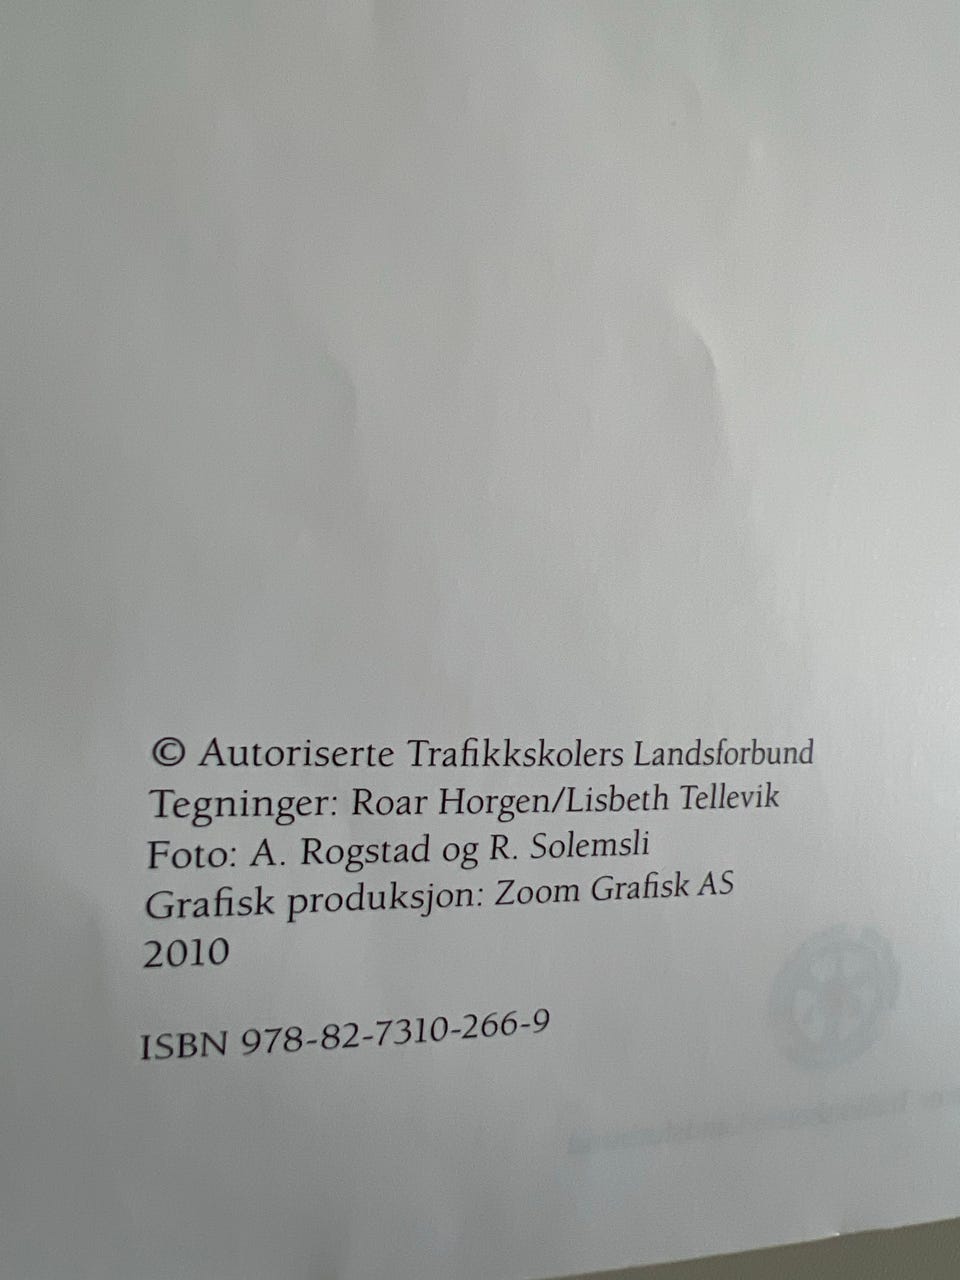 © Autoriserte Trafikkskolers Landsforbund
Tegninger: Roar Horgen/Lisbeth Tellevik
Foto: A. Rogstad og R. Solemsli
Grafisk produksjon: Zoom Grafisk AS
2010
ISBN 978-82-7310-266-9